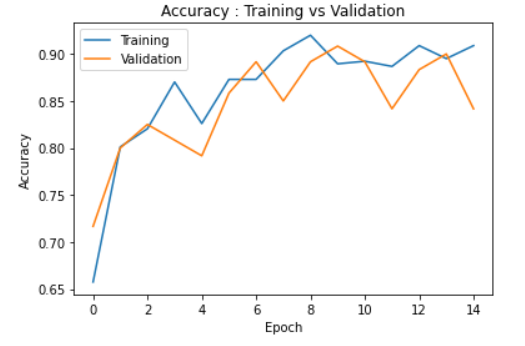 Accuracy : Training vs Validation
Training
Validation
0.90
0.85
0.80
0.75
0.70
0.65
Accuracy
0 2 4 6 8 10 12 14
Epoch